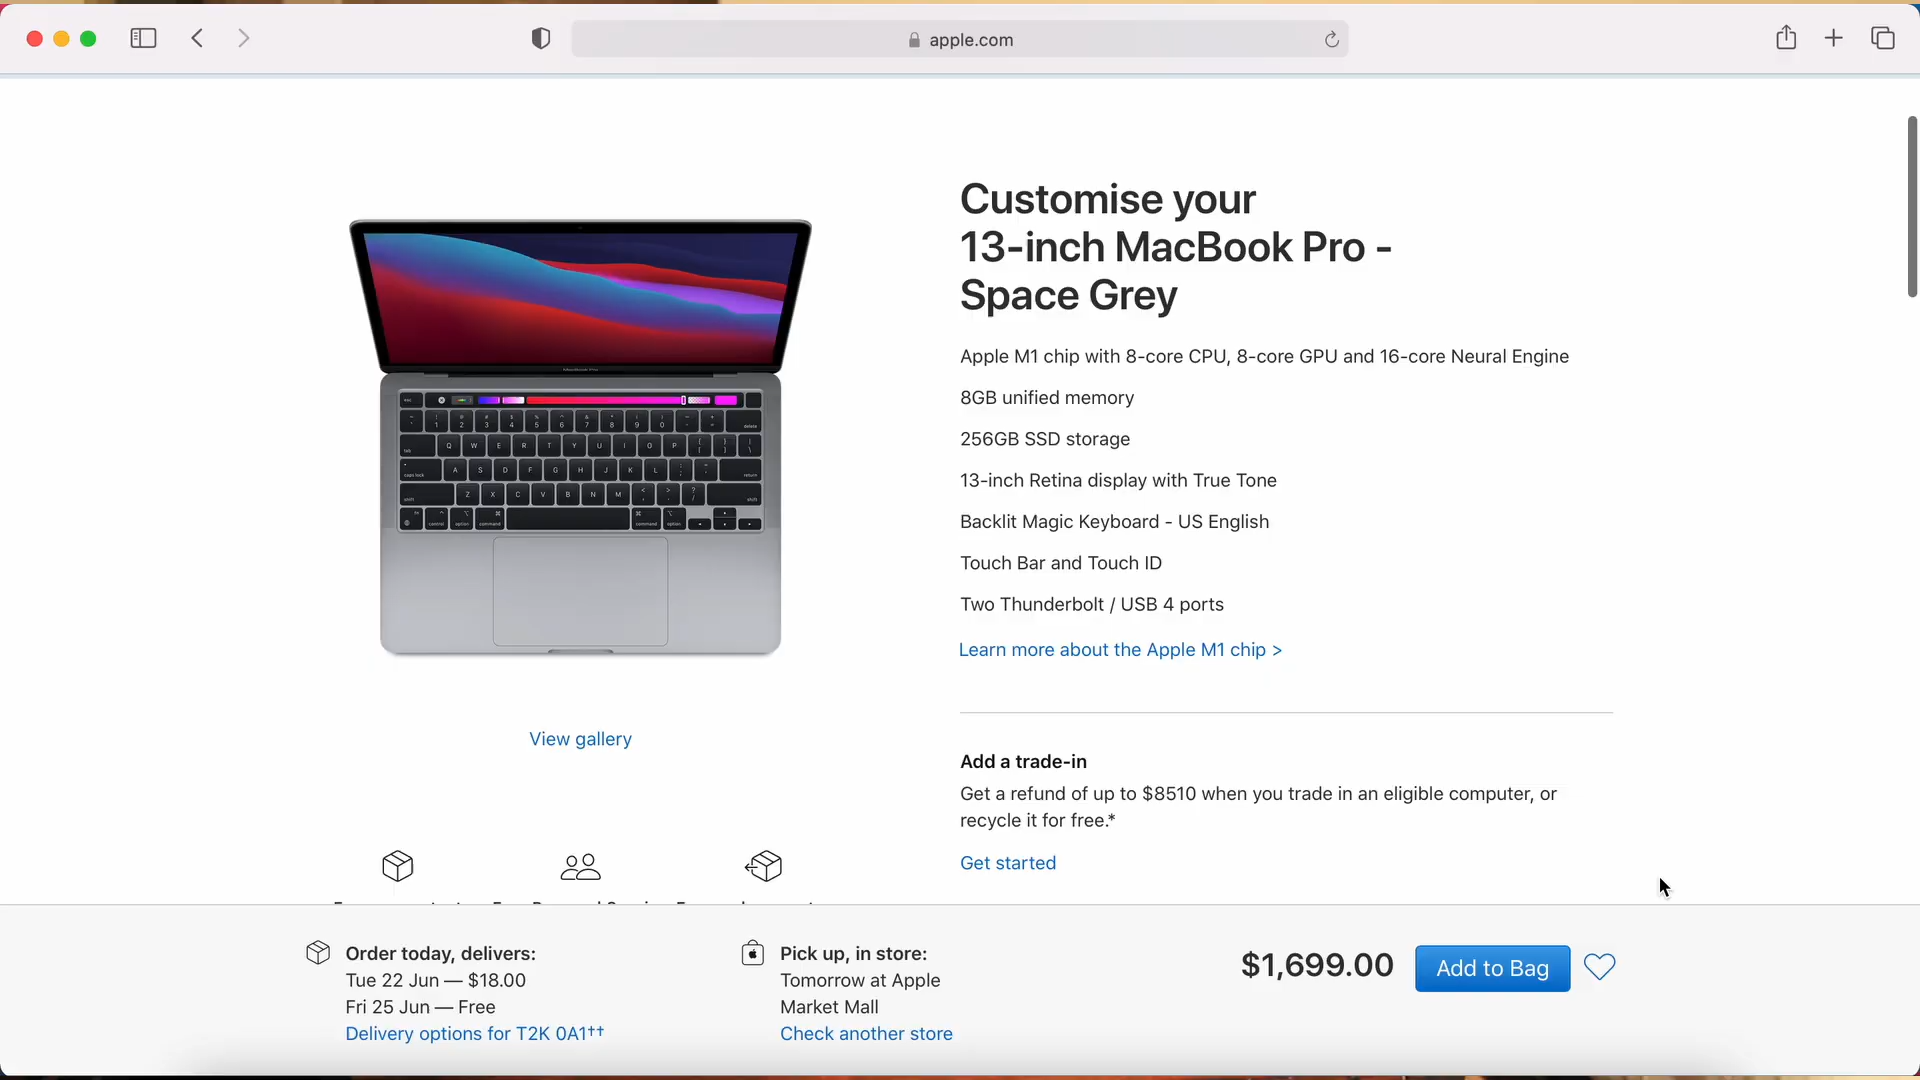 apple.com
Customise your
13-inch MacBook Pro -
Space Grey
Apple M1 chip with 8-core CPU, 8-core GPU and 16-core Neural Engine
8GB unified memory
256GB SSD storage
13-inch Retina display with True Tone
Backlit Magic Keyboard - US English
Touch Bar and Touch ID
Two Thunderbolt / USB 4 ports
Learn more about the Apple M1 chip >
View gallery
Add a trade-in
Get a refund of up to $8510 when you trade in an eligible computer, or
recycle it for free.*
Get started
Order today, delivers:
Tue 22 Jun — $18.00
Fri 25 Jun — Free
Delivery options for T2K 0A1††
Pick up, in store:
Tomorrow at Apple
Market Mall
Check another store
$1,699.00
Add to Bag